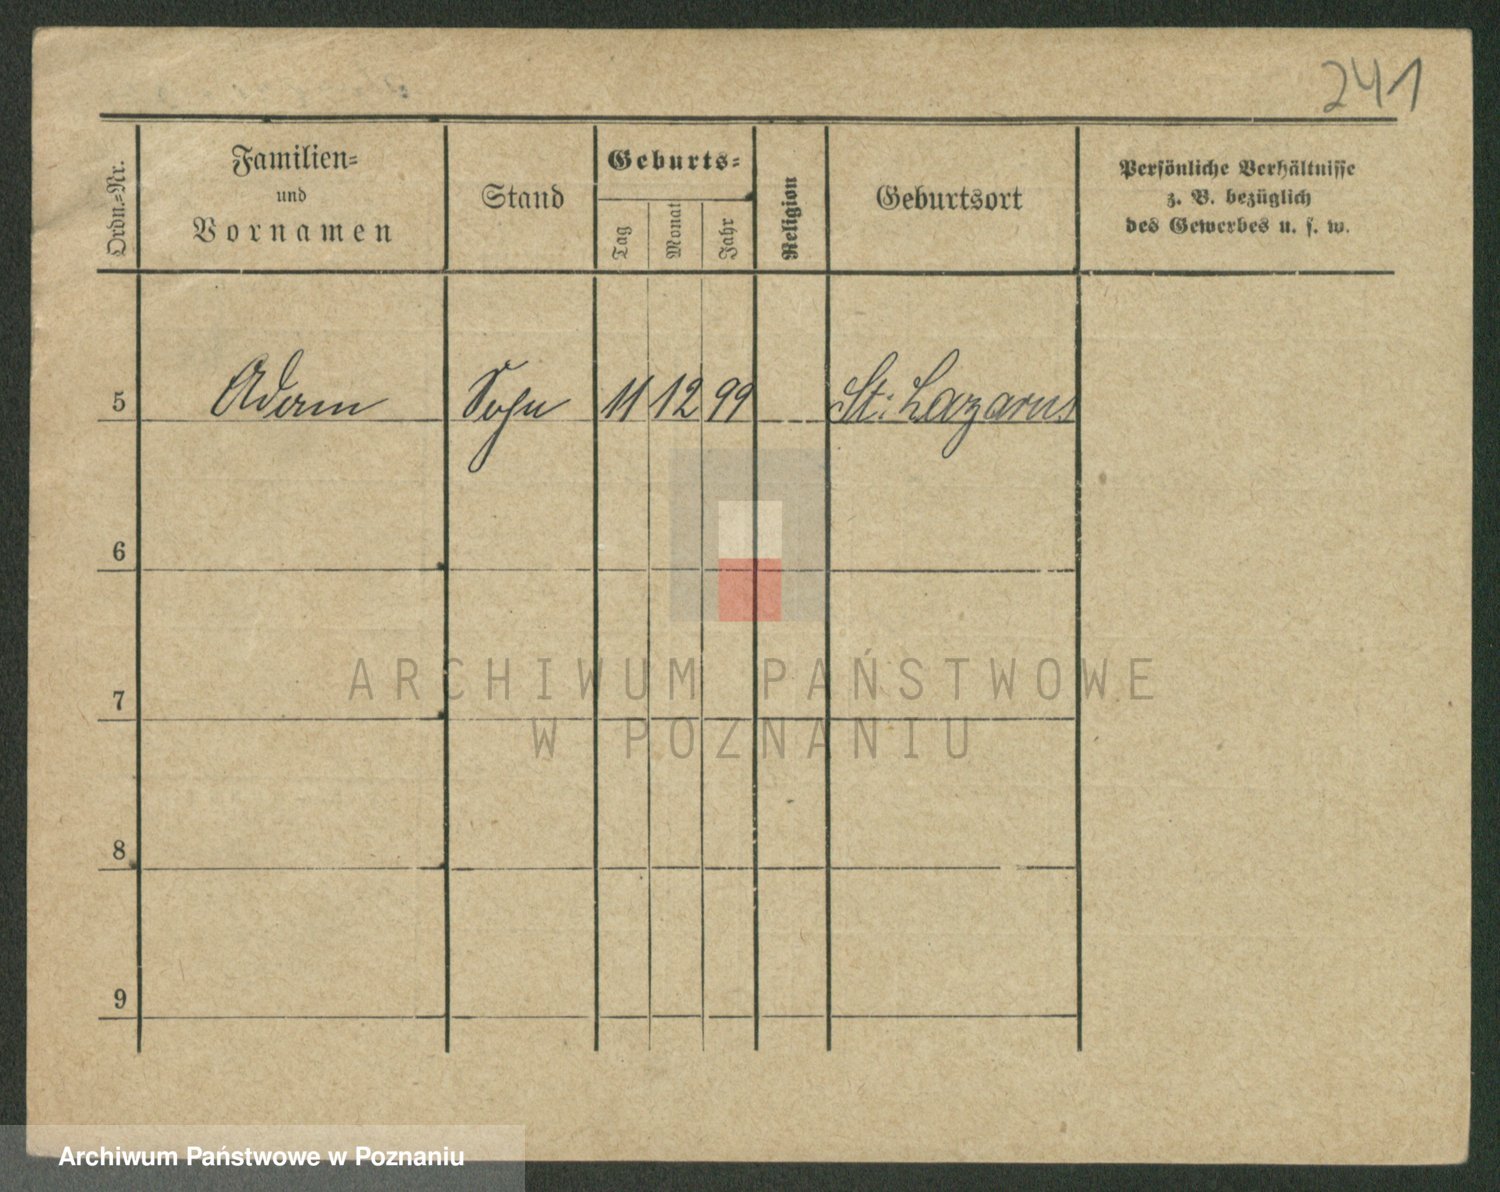 241
Ordn.-Nr.
Familien-
und
Vornamen
Stand
Geburts-
Tag
Monat
Jahr
Religion
Geburtsort
Persönliche Verhältnisse
z. B. bezüglich
des Gewerbes u. s. w.
5 Adam Sohn 11 12 99 St: Lazarus
6
7
8
9
ARCHIWUM PAŃSTWOWE
W POZNANIU
Archiwum Państwowe w Poznaniu